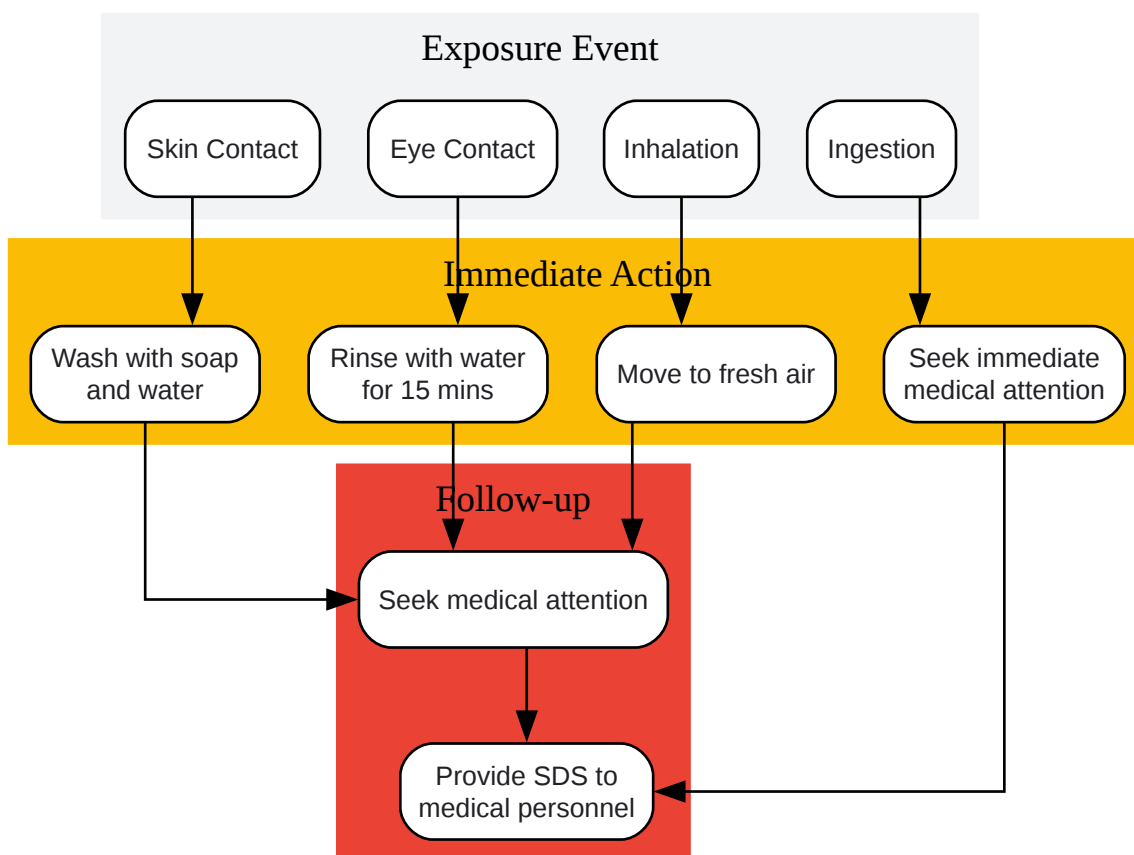 Exposure Event
Skin Contact
Eye Contact
Inhalation
Ingestion
Immediate Action
Wash with soap
and water
Rinse with water
for 15 mins
Move to fresh air
Seek immediate
medical attention
Follow-up
Seek medical attention
Provide SDS to
medical personnel